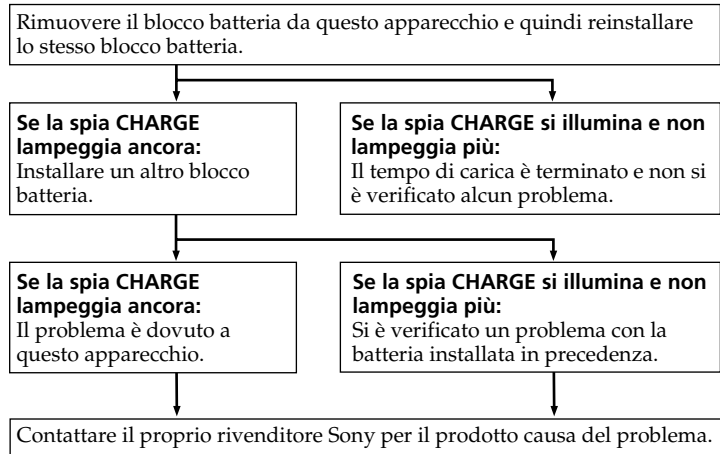 Rimuovere il blocco batteria da questo apparecchio e quindi reinstallare
lo stesso blocco batteria.
Se la spia CHARGE
lampeggia ancora:
Installare un altro blocco
batteria.
Se la spia CHARGE si illumina e non
lampeggia più:
Il tempo di carica è terminato e non si
è verificato alcun problema.
Se la spia CHARGE
lampeggia ancora:
Il problema è dovuto a
questo apparecchio.
Se la spia CHARGE si illumina e non
lampeggia più:
Si è verificato un problema con la
batteria installata in precedenza.
Contattare il proprio rivenditore Sony per il prodotto causa del problema.